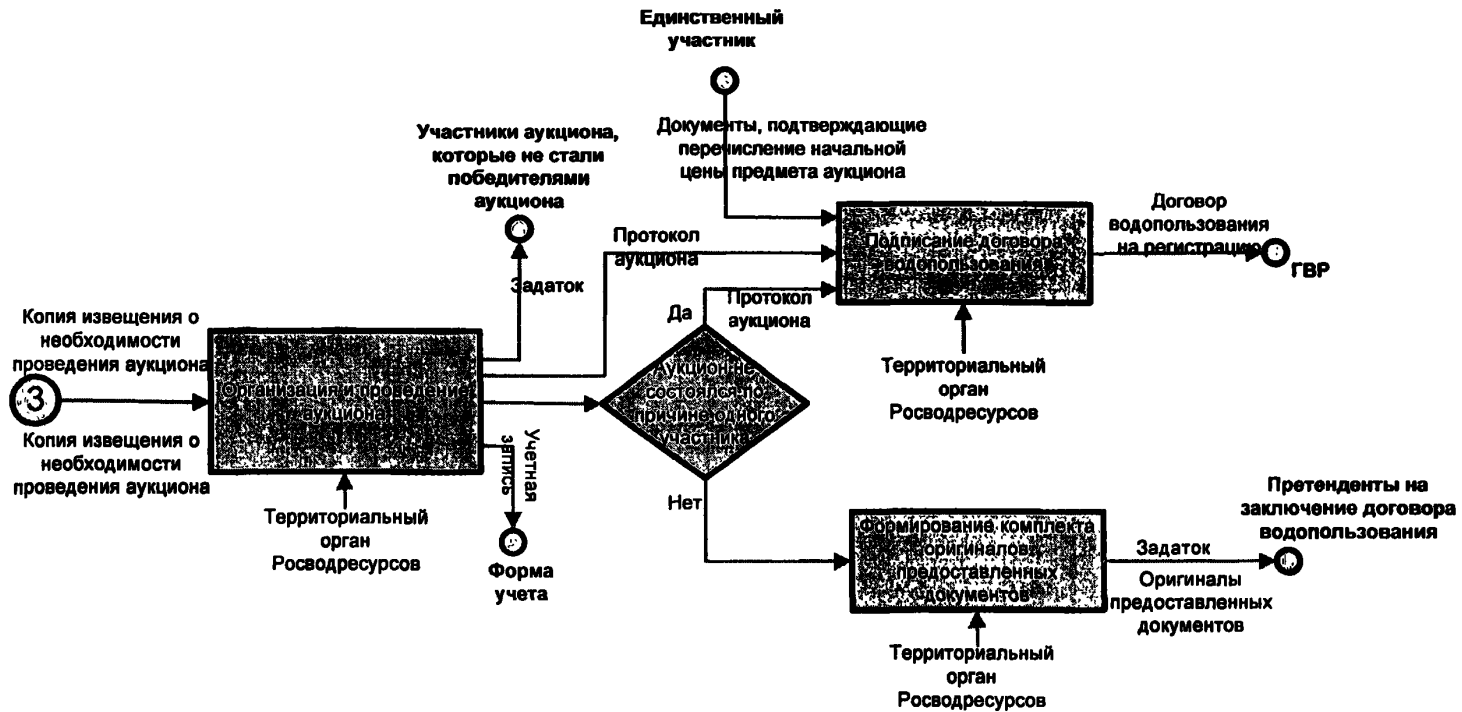 Единственный
участник
Документы, подтверждающие
перечисление начальной
цены предмета аукциона
Участники аукциона,
которые не стали
победителями
аукциона
Задаток
Протокол
аукциона
Подписание договора
водопользования
Договор
водопользования
на регистрацию
ГВР
Да
Протокол
аукциона
Территориальный
орган
Росводресурсов
Копия извещения о
необходимости
проведения аукциона
3
Копия извещения о
необходимости
проведения аукциона
Организация и проведение
аукциона
Территориальный
орган
Росводресурсов
Учетная
запись
Форма
учета
Аукцион не
состоялся по
причине одного
участника
Нет
Формирование комплекта
оригиналов
предоставленных
документов
Задаток
Оригиналы
предоставленных
документов
Претенденты на
заключение договора
водопользования
Территориальный
орган
Росводресурсов